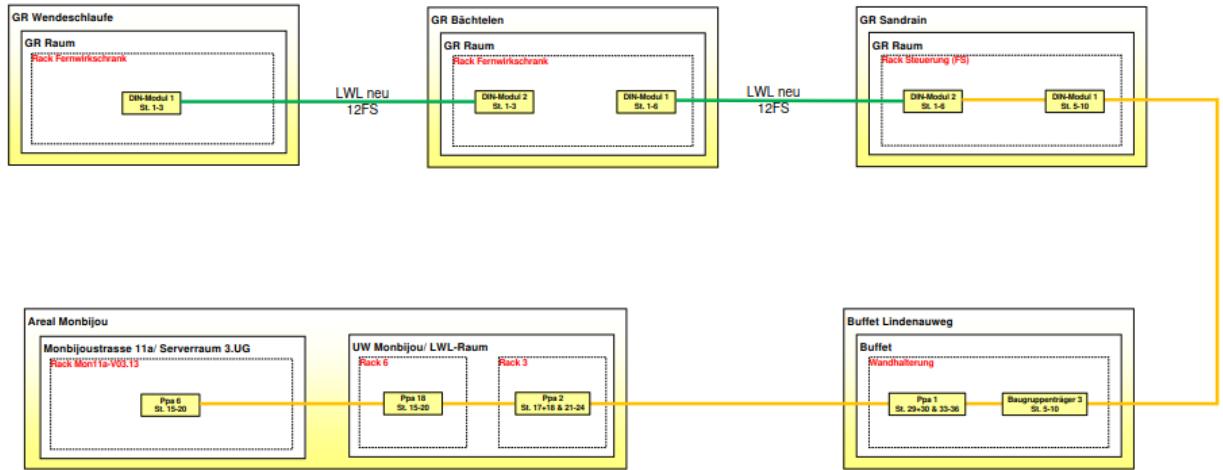 GR Wendeschlaufe
GR Raum
Rack Fernwirkschrank
DIN-Modul 1
St. 1-3
LWL neu
12FS
GR Bächtelen
GR Raum
Rack Fernwirkschrank
DIN-Modul 2
St. 1-3
DIN-Modul 1
St. 1-6
LWL neu
12FS
GR Sandrain
GR Raum
Rack Steuerung (FS)
DIN-Modul 2
St. 1-6
DIN-Modul 1
St. 5-10
Areal Monbijou
Monbijoustrasse 11a/ Serverraum 3.UG
Rack Mon11a-V03.13
Ppa 6
St. 15-20
UW Monbijou/ LWL-Raum
Rack 6
Ppa 18
St. 15-20
Rack 3
Ppa 2
St. 17+18 & 21-24
Buffet Lindenauweg
Buffet
Wandhalterung
Ppa 1
St. 29+30 & 33-36
Baugruppenträger 3
St. 5-10